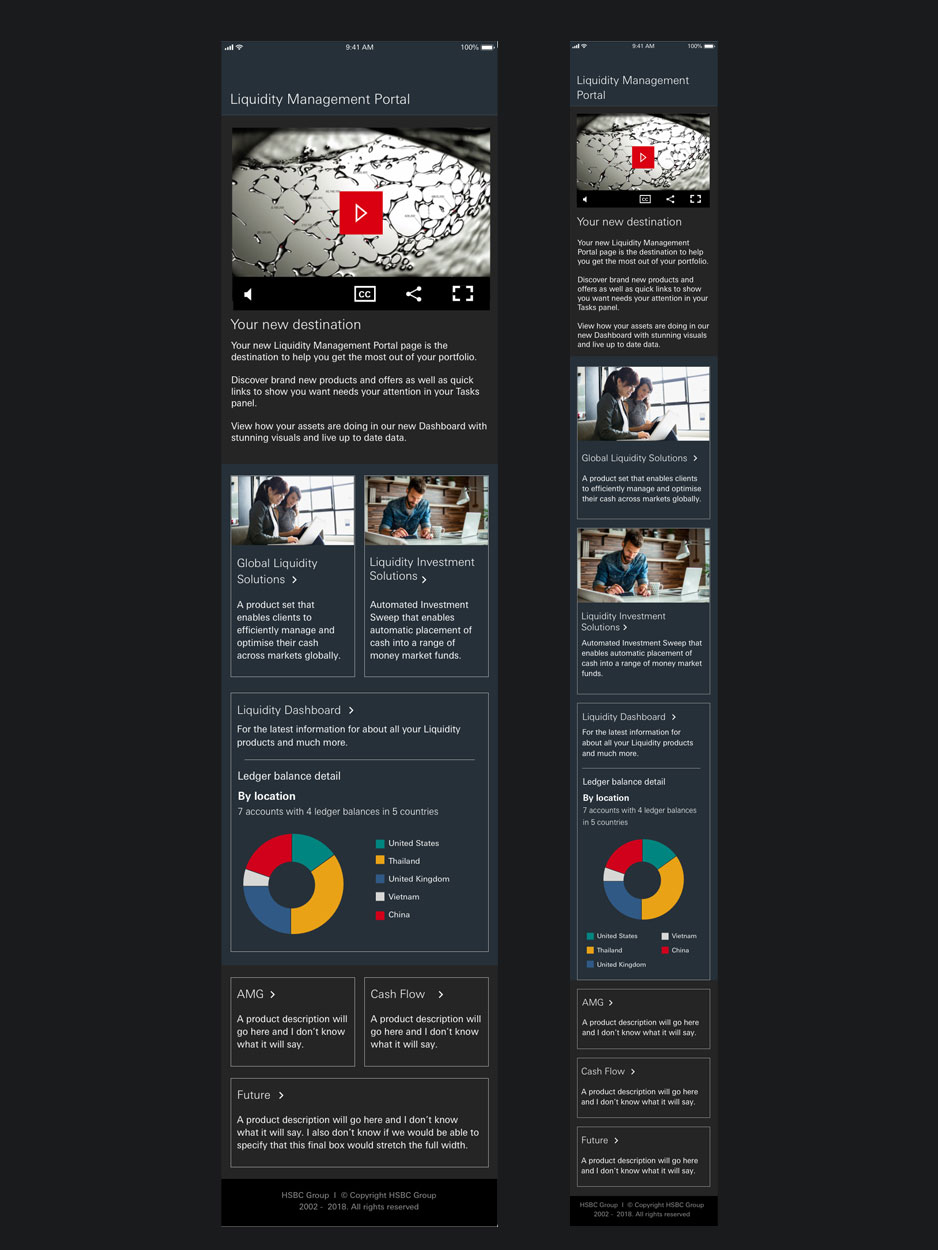 9:41 AM
100%
Liquidity Management Portal
CC
Your new destination
Your new Liquidity Management Portal page is the
destination to help you get the most out of your portfolio.
Discover brand new products and offers as well as quick
links to show you want needs your attention in your Tasks
panel.
View how your assets are doing in our new Dashboard with
stunning visuals and live up to date data.
Global Liquidity
Solutions
A product set that
enables clients to
efficiently manage and
optimise their cash
across markets globally.
Liquidity Investment
Solutions
Automated Investment
Sweep that enables
automatic placement of
cash into a range of
money market funds.
Liquidity Dashboard
For the latest information for about all your Liquidity
products and much more.
Ledger balance detail
By location
7 accounts with 4 ledger balances in 5 countries
United States
Thailand
United Kingdom
Vietnam
China
AMG
A product description will
go here and I don't know
what it will say.
Cash Flow
A product description will
go here and I don't know
what it will say.
Future
A product description will go here and I don't know
what it will say. I also don't know if we would be able to
specify that this final box would stretch the full width.
HSBC Group I © Copyright HSBC Group
2002 - 2018. All rights reserved
9:41 AM
100%
Liquidity Management
Portal
CC
Your new destination
Your new Liquidity Management
Portal page is the destination to help
you get the most out of your portfolio.
Discover brand new products and
offers as well as quick links to show
you want needs your attention in your
Tasks panel.
View how your assets are doing in our
new Dashboard with stunning visuals
and live up to date data.
Global Liquidity Solutions
A product set that enables clients
to efficiently manage and optimise
their cash across markets globally.
Liquidity Investment
Solutions
Automated Investment Sweep that
enables automatic placement of
cash into a range of money market
funds.
Liquidity Dashboard
For the latest information for
about all your Liquidity products
and much more.
Ledger balance detail
By location
7 accounts with 4 ledger balances
in 5 countries
United States
Vietnam
Thailand
China
United Kingdom
AMG
A product description will go here
and I don't know what it will say.
Cash Flow
A product description will go here
and I don't know what it will say.
Future
A product description will go here
and I don't know what it will say.
HSBC Group I © Copyright HSBC Group
2002 - 2018. All rights reserved